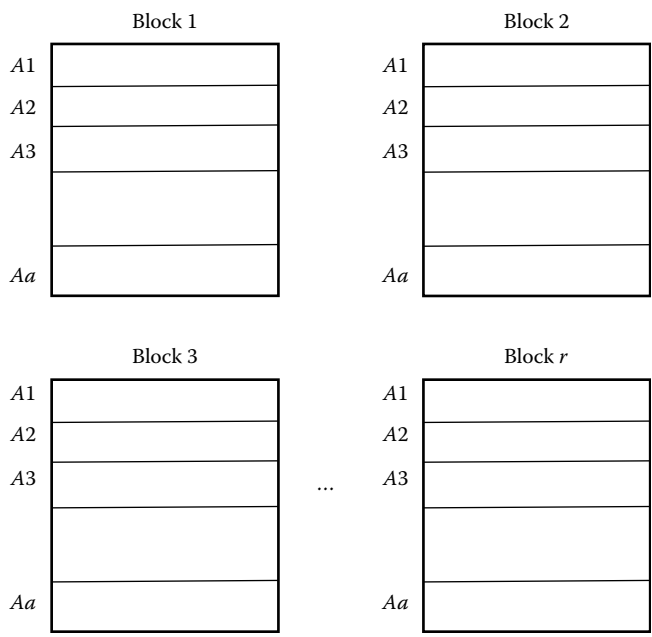 Block 1 Block 2
A1 A1
A2 A2
A3 A3
Aa Aa
Block 3 Block r
A1 A1
A2 A2
A3 ... A3
Aa Aa